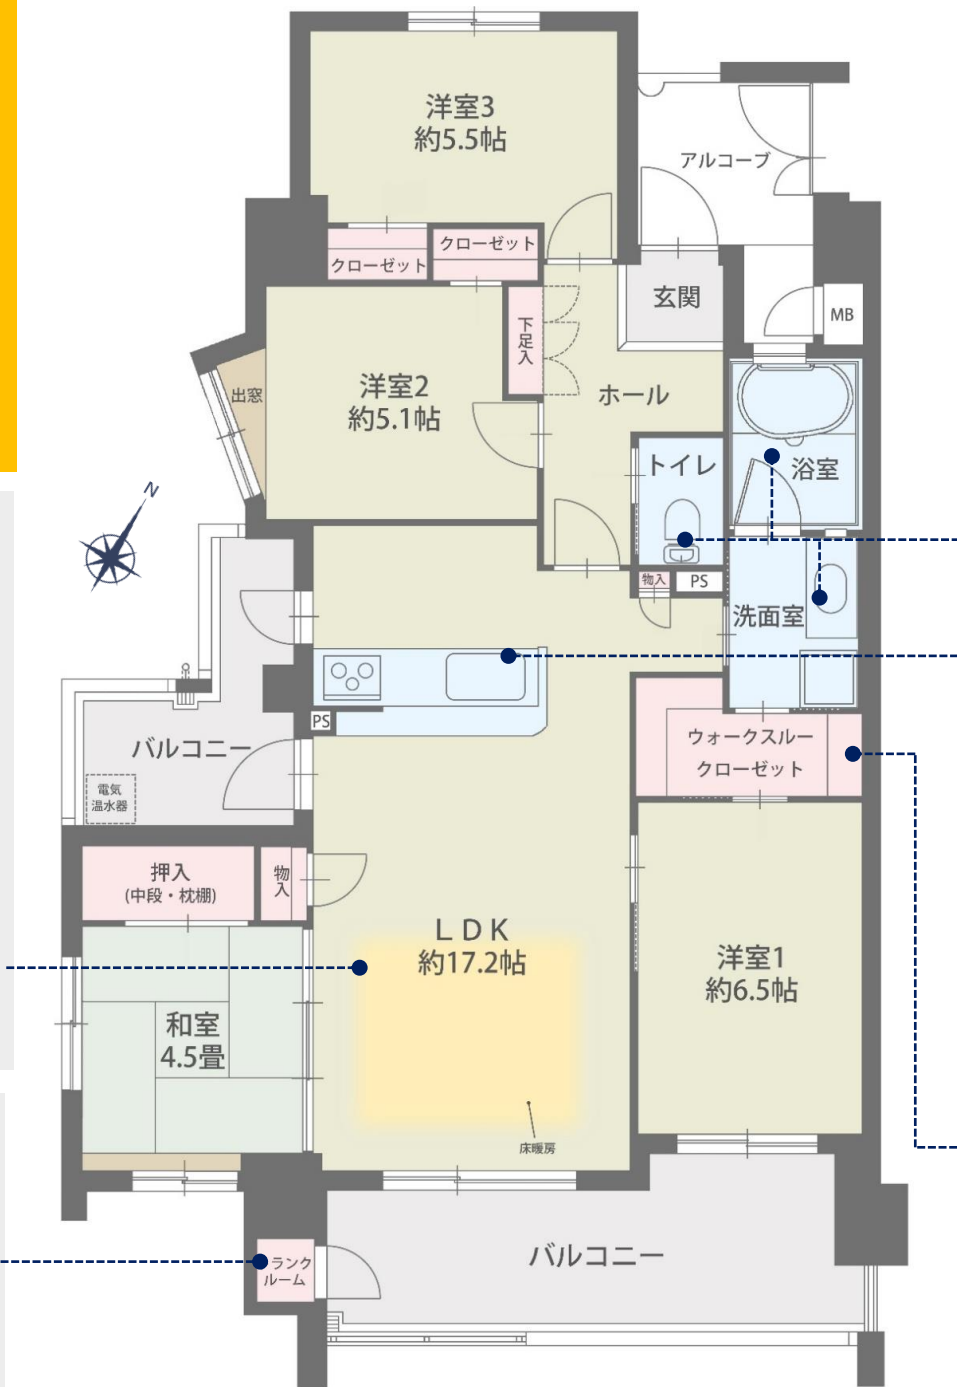 洋室3
約5.5帖
アルコーブ
クローゼット
クローゼット
玄関
MB
下足入
洋室2
約5.1帖
出窓
ホール
トイレ
浴室
N
物入
PS
洗面室
PS
バルコニー
ウォークスルー
クローゼット
電気
温水器
押入
(中段・枕棚)
物入
LDK
約17.2帖
洋室1
約6.5帖
和室
4.5畳
床暖房
バルコニー
ランク
ルーム